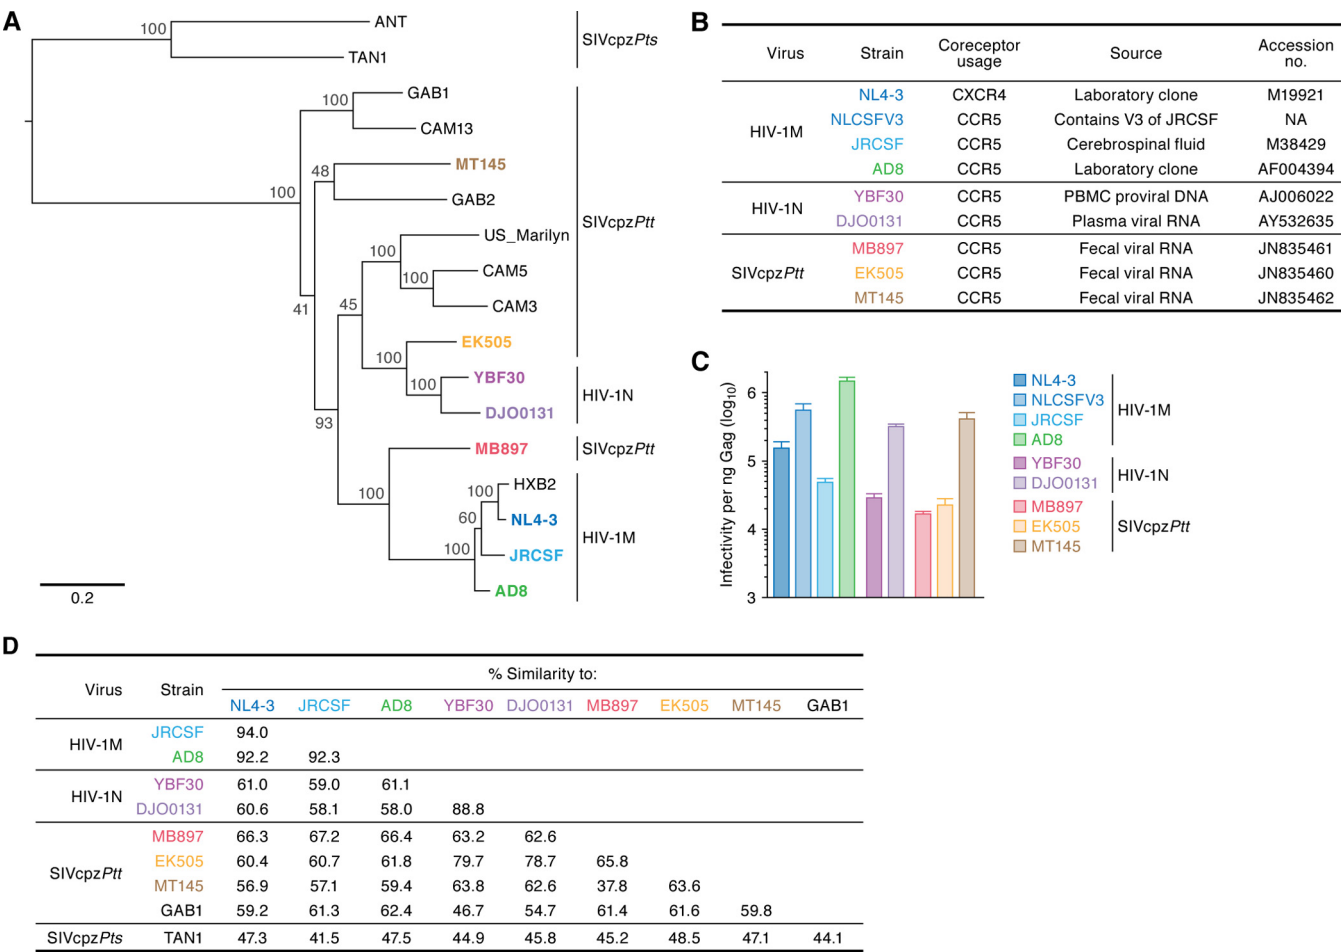 A
ANT
100
TAN1
SIVcpzPts
GAB1
100
CAM13
MT145
48
100
GAB2
SIVcpzPtt
US_Marilyn
100
CAM5
100
CAM3
41
45
EK505
100
YBF30
100
HIV-1N
DJO0131
93
MB897
SIVcpzPtt
100
HXB2
100
NL4-3
60
HIV-1M
100
JRCSF
AD8
0.2
B
Virus Strain Coreceptor usage Source Accession no.
HIV-1M
NL4-3 CXCR4 Laboratory clone M19921
NLCSFV3 CCR5 Contains V3 of JRCSF NA
JRCSF CCR5 Cerebrospinal fluid M38429
AD8 CCR5 Laboratory clone AF004394
HIV-1N
YBF30 CCR5 PBMC proviral DNA AJ006022
DJO0131 CCR5 Plasma viral RNA AY532635
SIVcpzPtt
MB897 CCR5 Fecal viral RNA JN835461
EK505 CCR5 Fecal viral RNA JN835460
MT145 CCR5 Fecal viral RNA JN835462
C
Infectivity per ng Gag (log10)
6
5
4
3
NL4-3
NLCSFV3
JRCSF
AD8
HIV-1M
YBF30
DJO0131
HIV-1N
MB897
EK505
MT145
SIVcpzPtt
D
% Similarity to:
Virus Strain
NL4-3 JRCSF AD8 YBF30 DJO0131 MB897 EK505 MT145 GAB1
HIV-1M
JRCSF 94.0
AD8 92.2 92.3
HIV-1N
YBF30 61.0 59.0 61.1
DJO0131 60.6 58.1 58.0 88.8
SIVcpzPtt
MB897 66.3 67.2 66.4 63.2 62.6
EK505 60.4 60.7 61.8 79.7 78.7 65.8
MT145 56.9 57.1 59.4 63.8 62.6 37.8 63.6
GAB1 59.2 61.3 62.4 46.7 54.7 61.4 61.6 59.8
SIVcpzPts TAN1 47.3 41.5 47.5 44.9 45.8 45.2 48.5 47.1 44.1